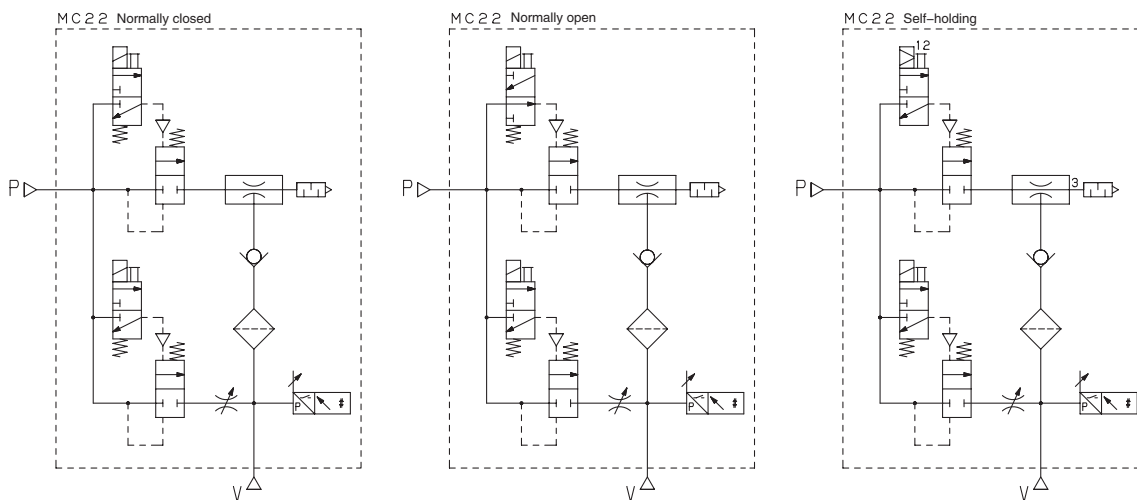 MC22 Normally closed
MC22 Normally open
MC22 Self-holding
12
P
P
P
3
P #
P #
P #
V
V
V